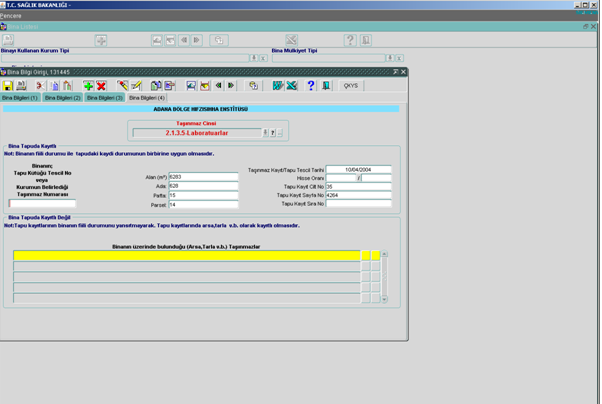 T.C. SAĞLIK BAKANLIĞI -
Pencere
Bina Listesi
Binayı Kullanan Kurum Tipi
Bina Mülkiyet Tipi
Bina Bilgi Girişi, 131445
QKYS
Bina Bilgileri (1)
Bina Bilgileri (2)
Bina Bilgileri (3)
Bina Bilgileri (4)
ADANA BÖLGE HIFZISIHHA ENSTİTÜSÜ
Taşınmaz Cinsi
2.1.3.5-Laboratuarlar
Bina Tapuda Kayıtlı
Not: Binanın fiili durumu ile tapudaki kaydi durumunun birbirine uygun olmasıdır.
Binanın;
Tapu Kütüğü Tescil No
veya
Kurumun Belirlediği
Taşınmaz Numarası
Alan (m²) 6283
Ada 628
Pafta 15
Parsel 14
Taşınmaz Kayıt/Tapu Tescil Tarihi 10/04/2004
Hisse Oranı /
Tapu Kayıt Cilt No 35
Tapu Kayıt Sayfa No 4264
Tapu Kayıt Sıra No
Bina Tapuda Kayıtlı Değil
Not:Tapu kayıtlarının binanın fiili durumunu yansıtmayarak. Tapu kayıtlarında arsa,tarla v.b. olarak kayıtlı olmasıdır.
Binanın üzerinde bulunduğu (Arsa,Tarla v.b.) Taşınmazlar